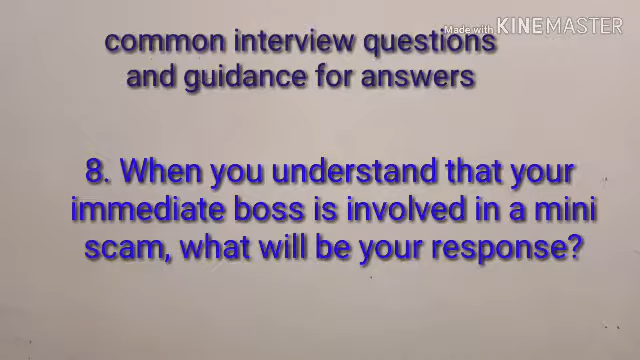 Made with KINEMASTER
common interview questions
and guidance for answers
8. When you understand that your
immediate boss is involved in a mini
scam, what will be your response?